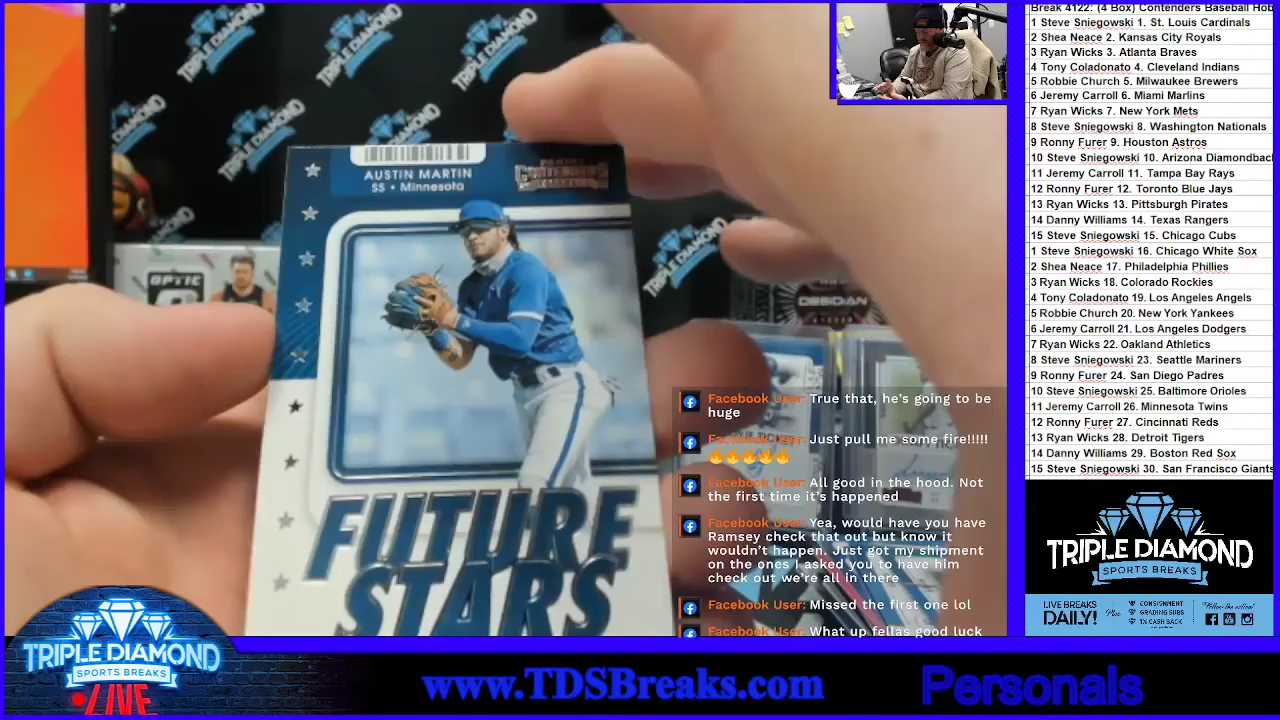 AUSTIN MARTIN
SS • Minnesota
PANINI
CONTENDERS
FUTURE
STARS
OPTIC
OBSIDIAN
TRIPLE DIAMOND
Facebook User: True that, he's going to be
huge
Facebook User: Just pull me some fire!!!!!
🔥🔥🔥🔥🔥
Facebook User: All good in the hood. Not
the first time it's happened
Facebook User: Yea, would have you have
Ramsey check that out but know it
wouldn't happen. Just got my shipment
on the ones I asked you to have him
check out we're all in there
Facebook User: Missed the first one lol
Facebook User: What up fellas good luck
Break 4122: (4 Box) Contenders Baseball Hob
1 Steve Sniegowski 1. St. Louis Cardinals
2 Shea Neace 2. Kansas City Royals
3 Ryan Wicks 3. Atlanta Braves
4 Tony Coladonato 4. Cleveland Indians
5 Robbie Church 5. Milwaukee Brewers
6 Jeremy Carroll 6. Miami Marlins
7 Ryan Wicks 7. New York Mets
8 Steve Sniegowski 8. Washington Nationals
9 Ronny Furer 9. Houston Astros
10 Steve Sniegowski 10. Arizona Diamondbac
11 Jeremy Carroll 11. Tampa Bay Rays
12 Ronny Furer 12. Toronto Blue Jays
13 Ryan Wicks 13. Pittsburgh Pirates
14 Danny Williams 14. Texas Rangers
15 Steve Sniegowski 15. Chicago Cubs
1 Steve Sniegowski 16. Chicago White Sox
2 Shea Neace 17. Philadelphia Phillies
3 Ryan Wicks 18. Colorado Rockies
4 Tony Coladonato 19. Los Angeles Angels
5 Robbie Church 20. New York Yankees
6 Jeremy Carroll 21. Los Angeles Dodgers
7 Ryan Wicks 22. Oakland Athletics
8 Steve Sniegowski 23. Seattle Mariners
9 Ronny Furer 24. San Diego Padres
10 Steve Sniegowski 25. Baltimore Orioles
11 Jeremy Carroll 26. Minnesota Twins
12 Ronny Furer 27. Cincinnati Reds
13 Ryan Wicks 28. Detroit Tigers
14 Danny Williams 29. Boston Red Sox
15 Steve Sniegowski 30. San Francisco Giants
TRIPLE DIAMOND
SPORTS BREAKS
LIVE BREAKS
DAILY! Plus
CONSIGNMENT
GRADING SUBS
1% CASH BACK
Follow the action!
TRIPLE DIAMOND
SPORTS BREAKS
LIVE
www.TDSBreaks.com
Personals